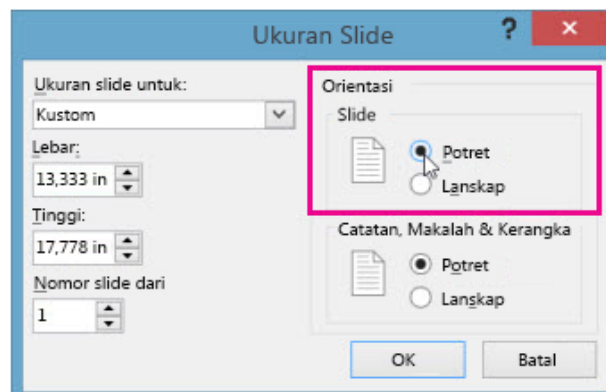 Ukuran Slide
?
Ukuran slide untuk:
Kustom
Lebar:
13,333 in
Tinggi:
17,778 in
Nomor slide dari
1
Orientasi
Slide
Potret
Lanskap
Catatan, Makalah & Kerangka
Potret
Lanskap
OK
Batal